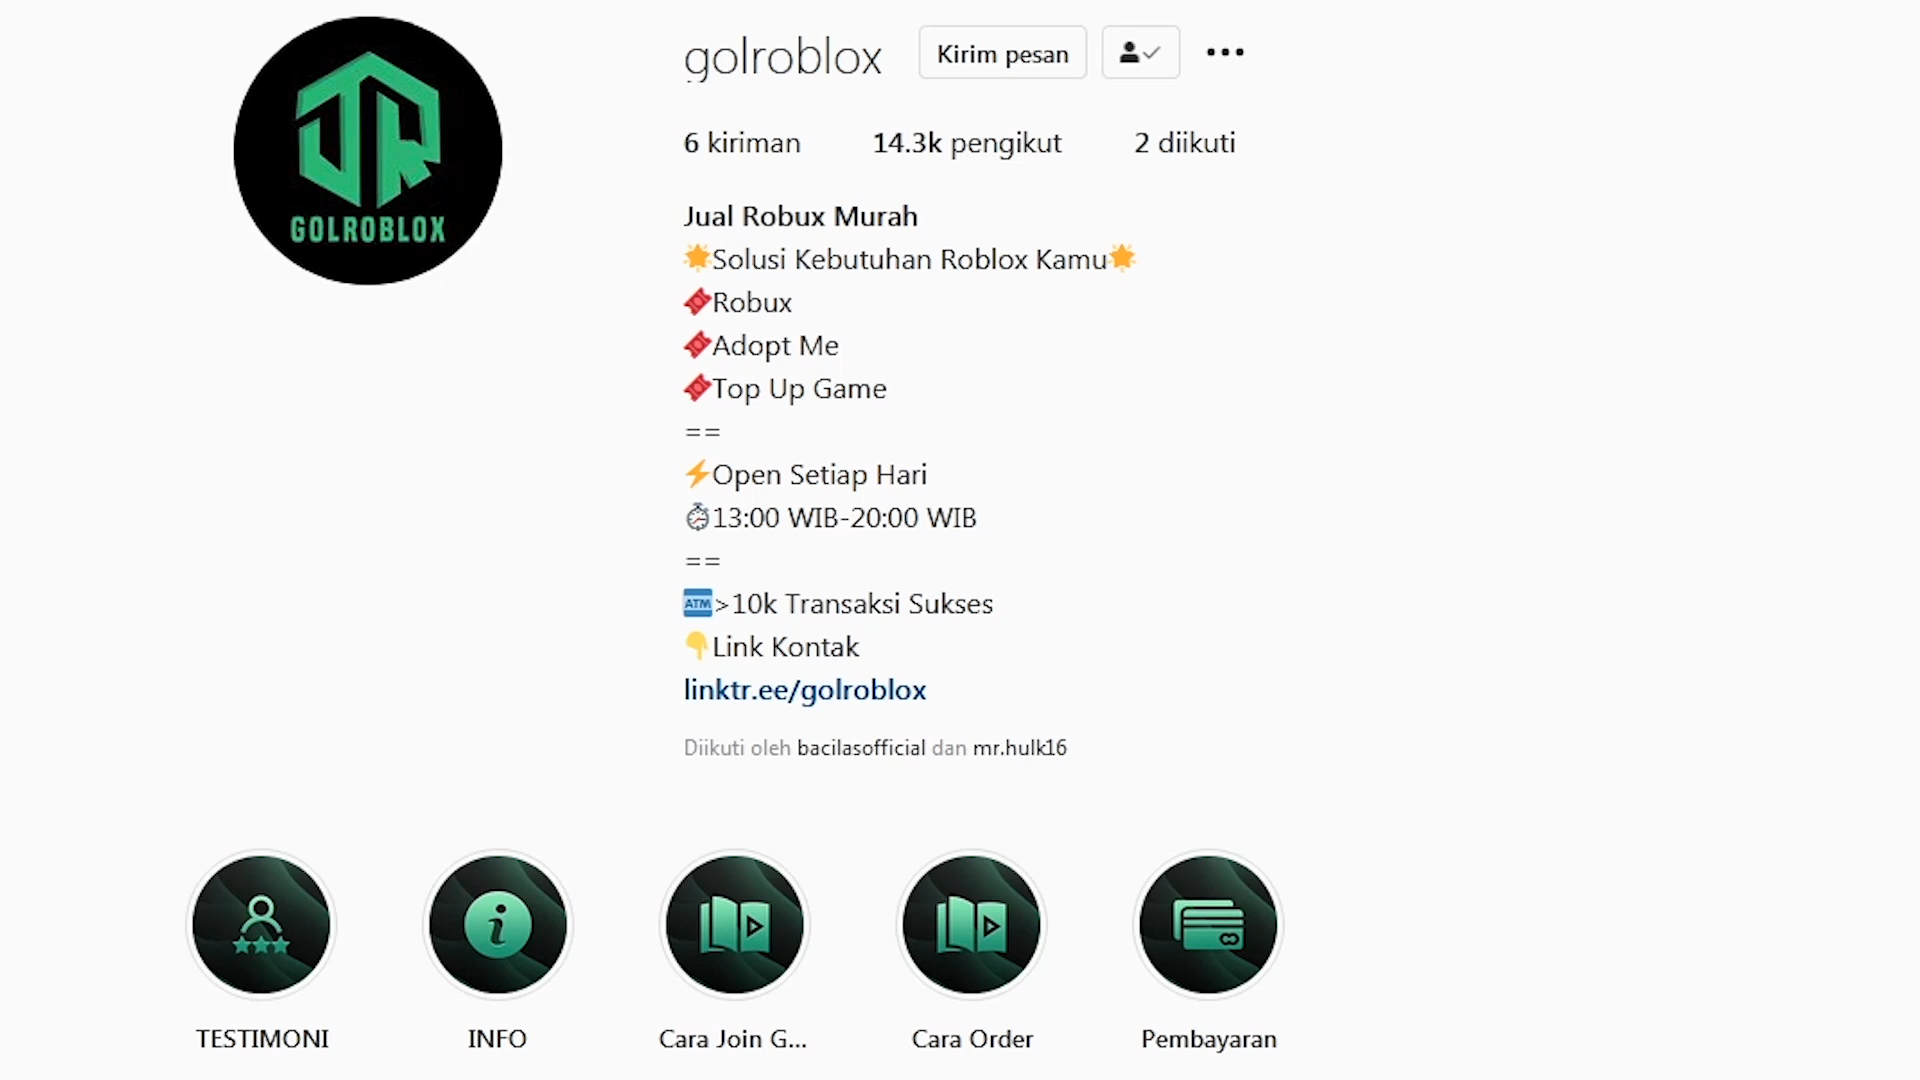 GOLROBLOX
golroblox Kirim pesan
6 kiriman 14.3k pengikut 2 diikuti
Jual Robux Murah
🌟Solusi Kebutuhan Roblox Kamu🌟
🎟Robux
🎟Adopt Me
🎟Top Up Game
==
⚡Open Setiap Hari
⏱13:00 WIB-20:00 WIB
==
🏧>10k Transaksi Sukses
👇Link Kontak
linktr.ee/golroblox
Diikuti oleh bacilasofficial dan mr.hulk16
TESTIMONI INFO Cara Join G... Cara Order Pembayaran